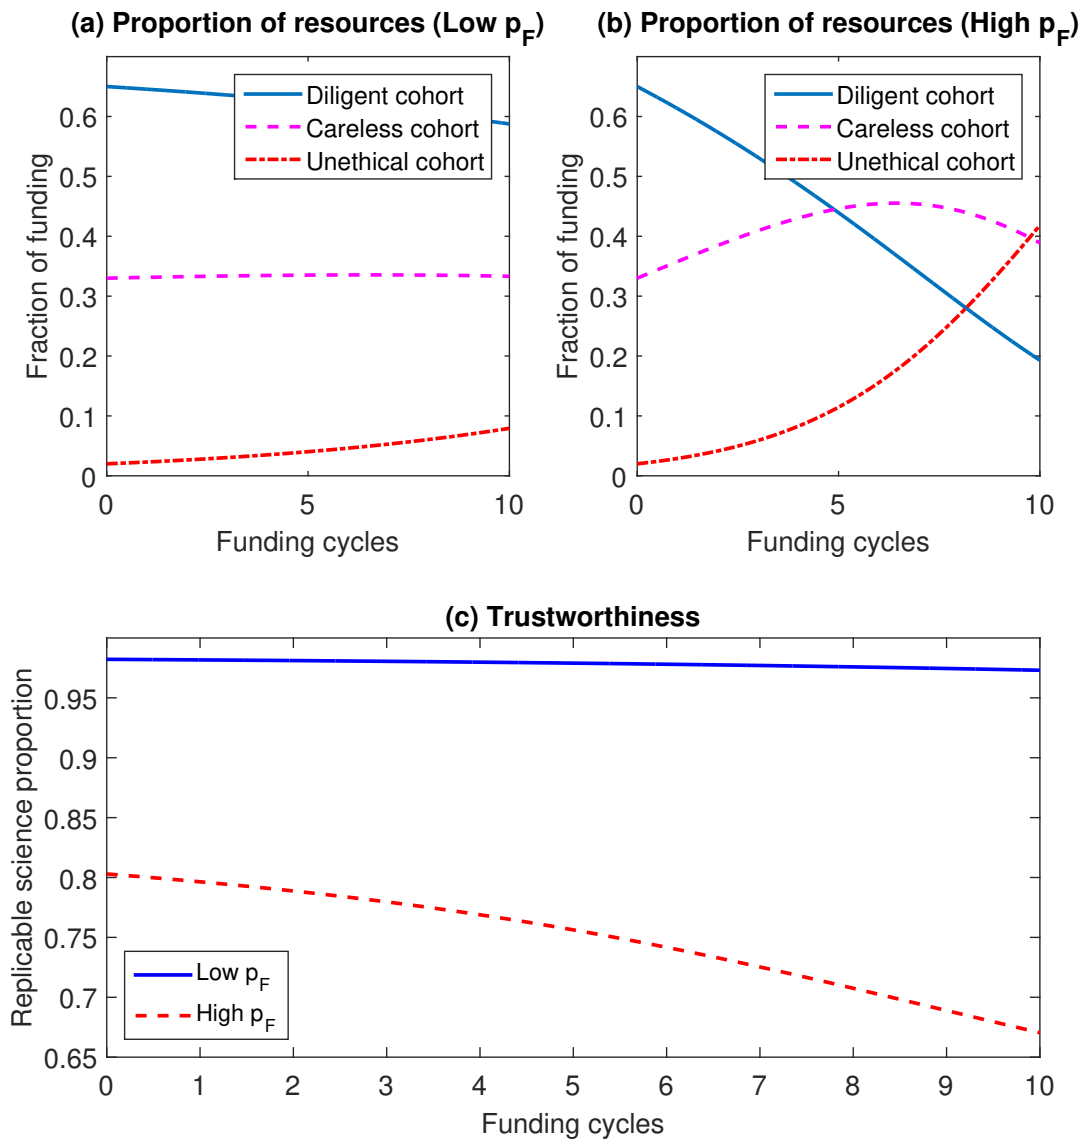 (a) Proportion of resources (Low p_F)
Fraction of funding
0.6
0.5
0.4
0.3
0.2
0.1
0
0 5 10
Funding cycles
Diligent cohort
Careless cohort
Unethical cohort
(b) Proportion of resources (High p_F)
Fraction of funding
0.6
0.5
0.4
0.3
0.2
0.1
0
0 5 10
Funding cycles
Diligent cohort
Careless cohort
Unethical cohort
(c) Trustworthiness
Replicable science proportion
0.95
0.9
0.85
0.8
0.75
0.7
0.65
0 1 2 3 4 5 6 7 8 9 10
Funding cycles
Low p_F
High p_F